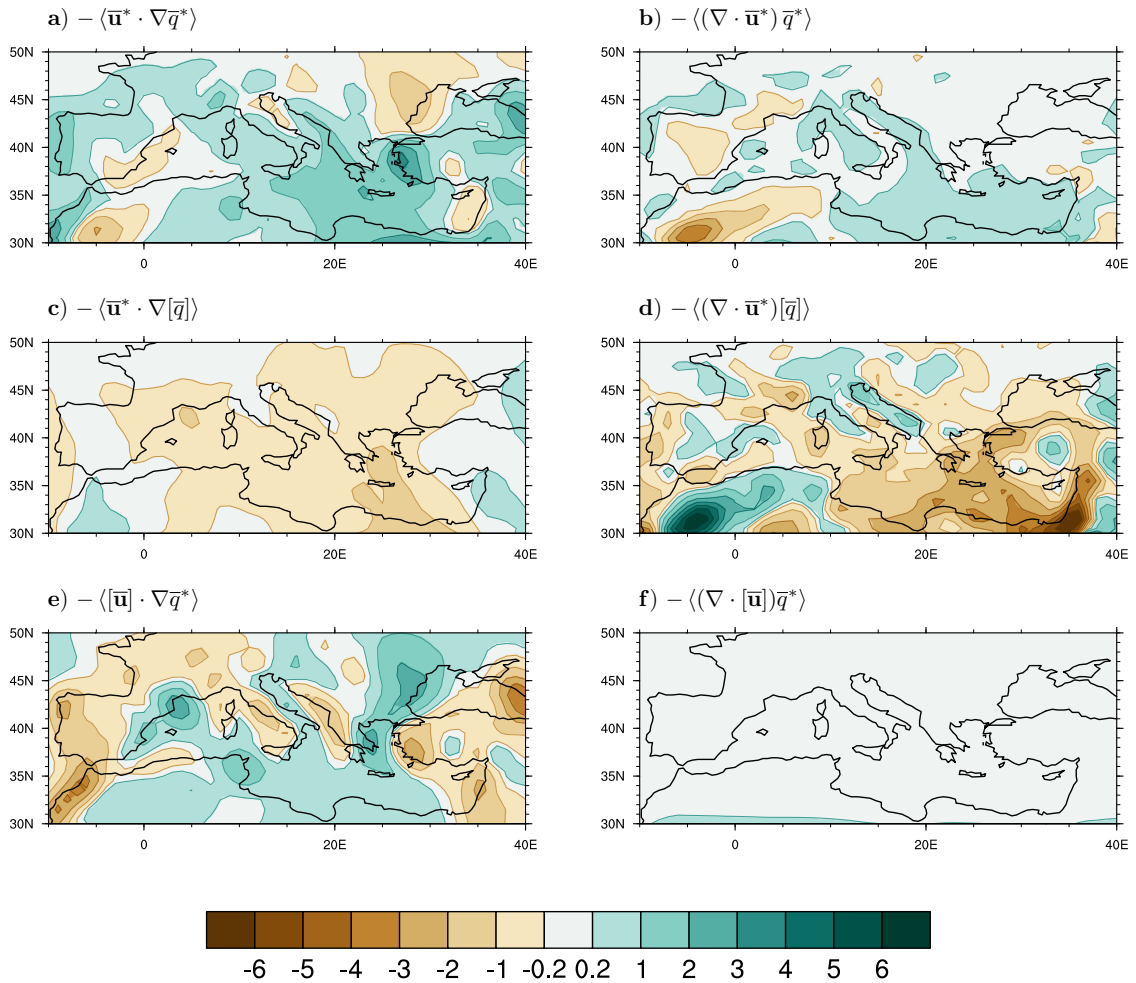 a) − ⟨ū* · ∇q̄*⟩
b) − ⟨(∇ · ū*) q̄*⟩
50N
45N
40N
35N
30N
0 20E 40E
50N
45N
40N
35N
30N
0 20E 40E
c) − ⟨ū* · ∇[q̄]⟩
d) − ⟨(∇ · ū*)[q̄]⟩
50N
45N
40N
35N
30N
0 20E 40E
50N
45N
40N
35N
30N
0 20E 40E
e) − ⟨[ū] · ∇q̄*⟩
f) − ⟨(∇ · [ū])q̄*⟩
50N
45N
40N
35N
30N
0 20E 40E
50N
45N
40N
35N
30N
0 20E 40E
-6 -5 -4 -3 -2 -1 -0.2 0.2 1 2 3 4 5 6